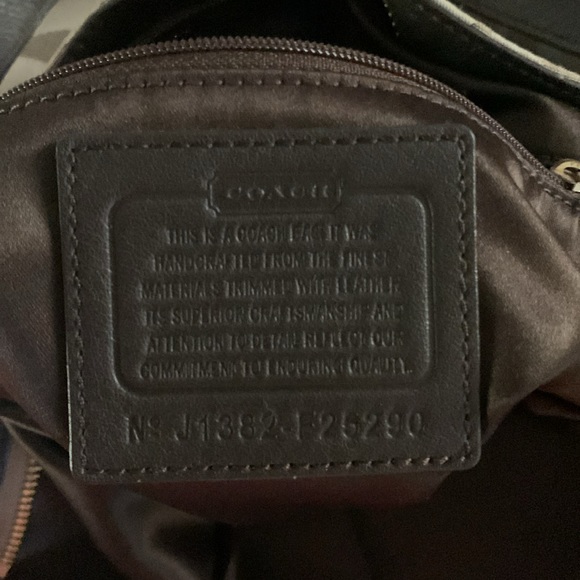 COACH
THIS IS A COACH BAG. IT WAS
HANDCRAFTED FROM THE FINEST
MATERIALS TRIMMED WITH LEATHER
ITS SUPERIOR CRAFTSMANSHIP AND
ATTENTION TO DETAIL REFLECT OUR
COMMITMENT TO ENDURING QUALITY.
Nº J1382-F25290